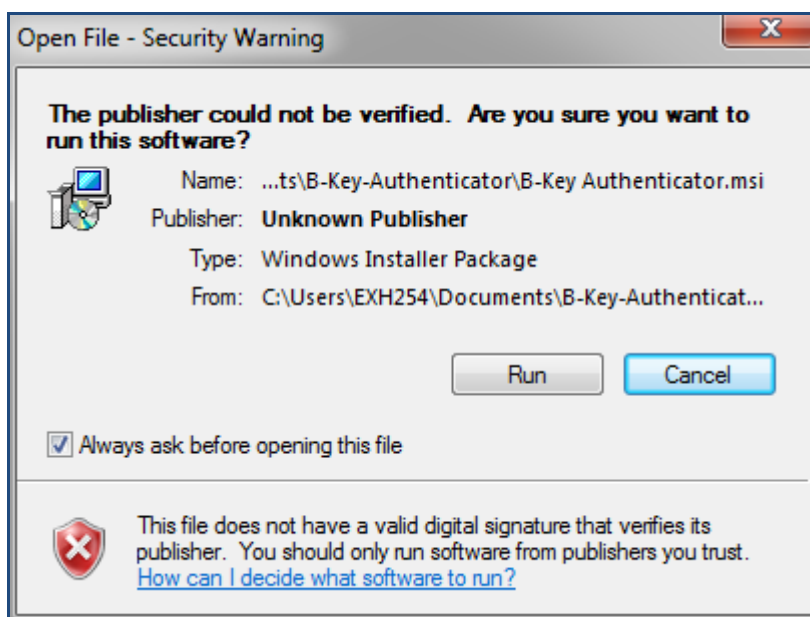 Open File - Security Warning
The publisher could not be verified.  Are you sure you want to
run this software?
Name: ...ts\B-Key-Authenticator\B-Key Authenticator.msi
Publisher: Unknown Publisher
Type: Windows Installer Package
From: C:\Users\EXH254\Documents\B-Key-Authenticat...
Run Cancel
Always ask before opening this file
This file does not have a valid digital signature that verifies its
publisher.  You should only run software from publishers you trust.
How can I decide what software to run?